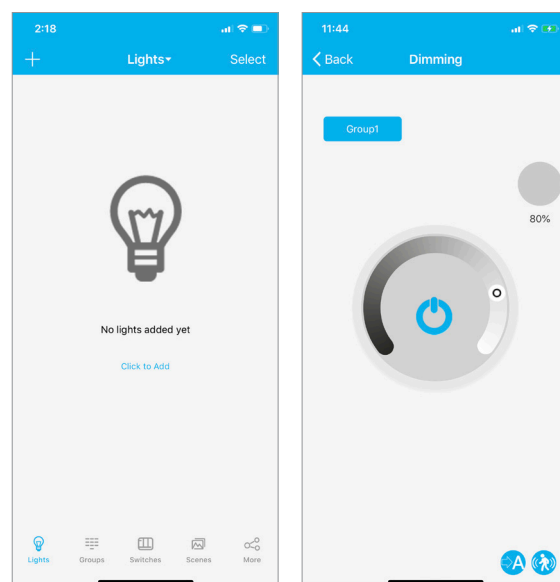 2:18
Lights
Select
No lights added yet
Click to Add
Lights
Groups
Switches
Scenes
More
11:44
Back
Dimming
Group1
80%
A